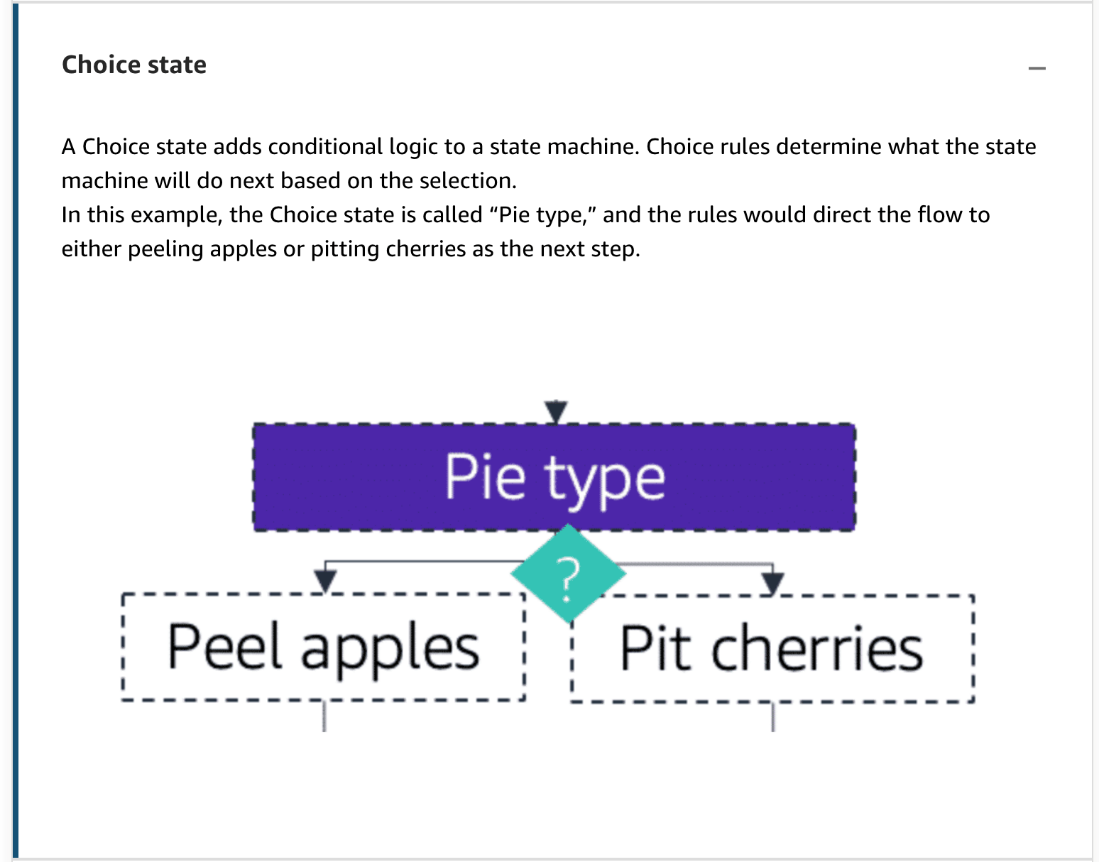 Choice state
A Choice state adds conditional logic to a state machine. Choice rules determine what the state
machine will do next based on the selection.
In this example, the Choice state is called “Pie type,” and the rules would direct the flow to
either peeling apples or pitting cherries as the next step.
Pie type
?
Peel apples
Pit cherries